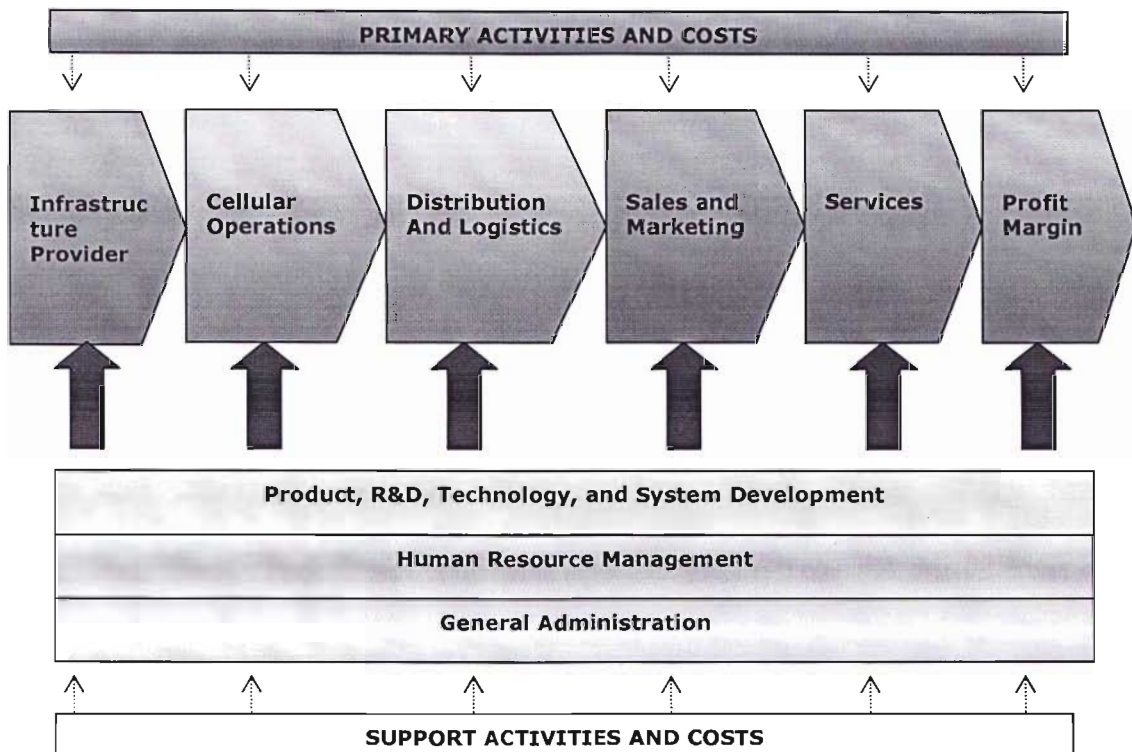 PRIMARY ACTIVITIES AND COSTS
Infrastruc
ture
Provider
Cellular
Operations
Distribution
And Logistics
Sales and
Marketing
Services
Profit
Margin
Product, R&D, Technology, and System Development
Human Resource Management
General Administration
SUPPORT ACTIVITIES AND COSTS